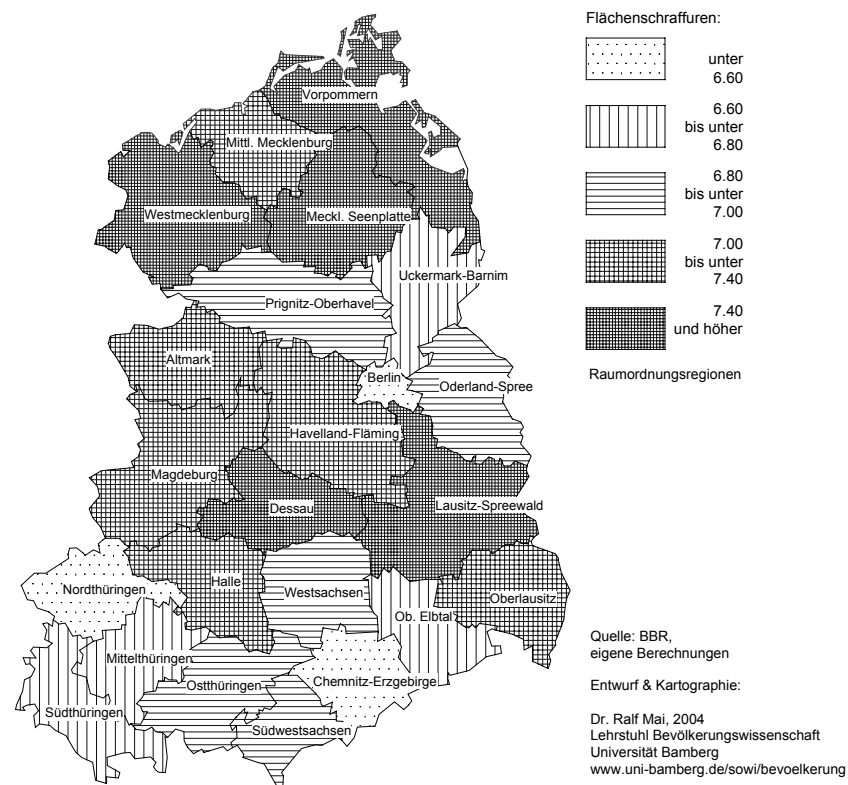 Flächenschraffuren:
unter
6.60
6.60
bis unter
6.80
6.80
bis unter
7.00
7.00
bis unter
7.40
7.40
und höher
Raumordnungsregionen
Vorpommern
Mittl. Mecklenburg
Westmecklenburg
Meckl. Seenplatte
Uckermark-Barnim
Prignitz-Oberhavel
Altmark
Berlin
Oderland-Spree
Havelland-Fläming
Magdeburg
Dessau
Lausitz-Spreewald
Nordthüringen
Halle
Westsachsen
Oberlausitz
Ob. Elbtal
Mittelthüringen
Ostthüringen
Chemnitz-Erzgebirge
Südthüringen
Südwestsachsen
Quelle: BBR,
eigene Berechnungen
Entwurf & Kartographie:
Dr. Ralf Mai, 2004
Lehrstuhl Bevölkerungswissenschaft
Universität Bamberg
www.uni-bamberg.de/sowi/bevoelkerung